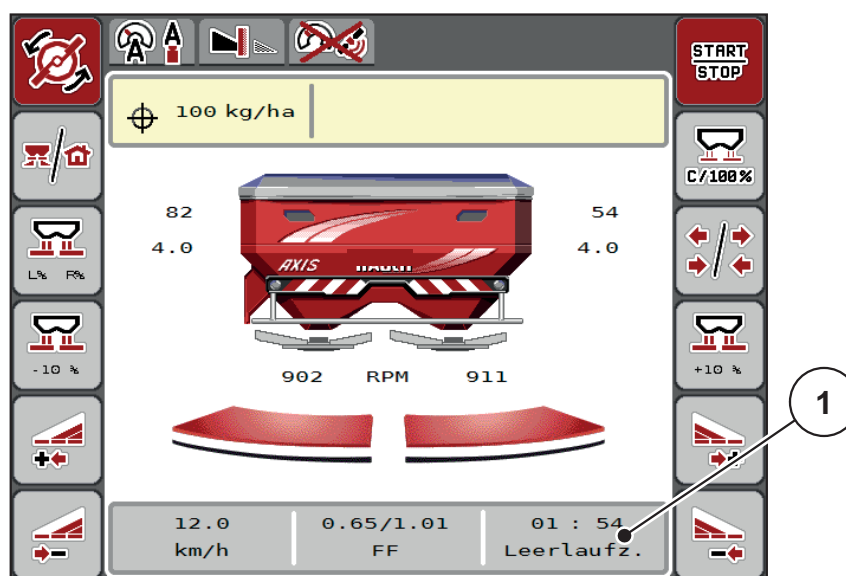 A A
START
STOP
100 kg/ha
C/100%
82 54
4.0 4.0
L% R%
AXIS RAUCH
-10 %
+10 %
902 RPM 911
1
12.0 0.65/1.01 01 : 54
km/h FF Leerlaufz.